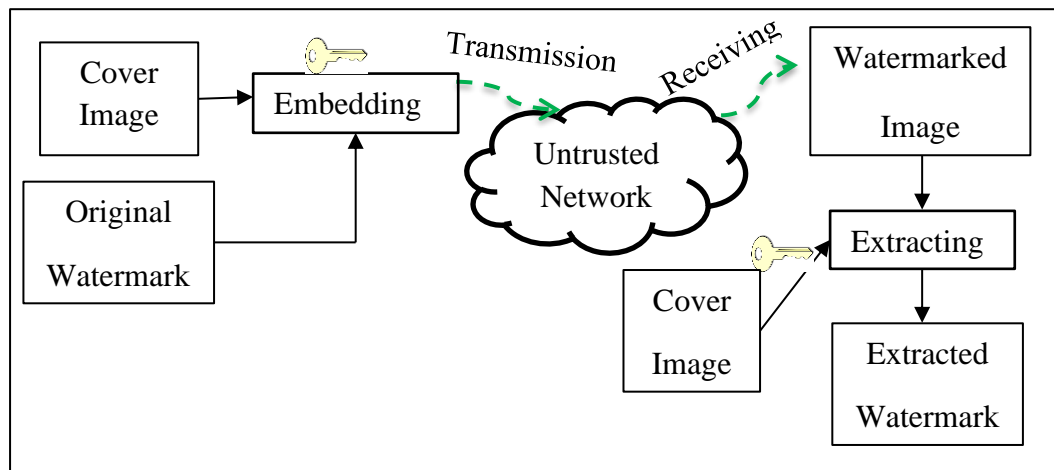 Cover
Image
Embedding
Original
Watermark
Transmission
Untrusted
Network
Receiving
Watermarked
Image
Extracting
Cover
Image
Extracted
Watermark